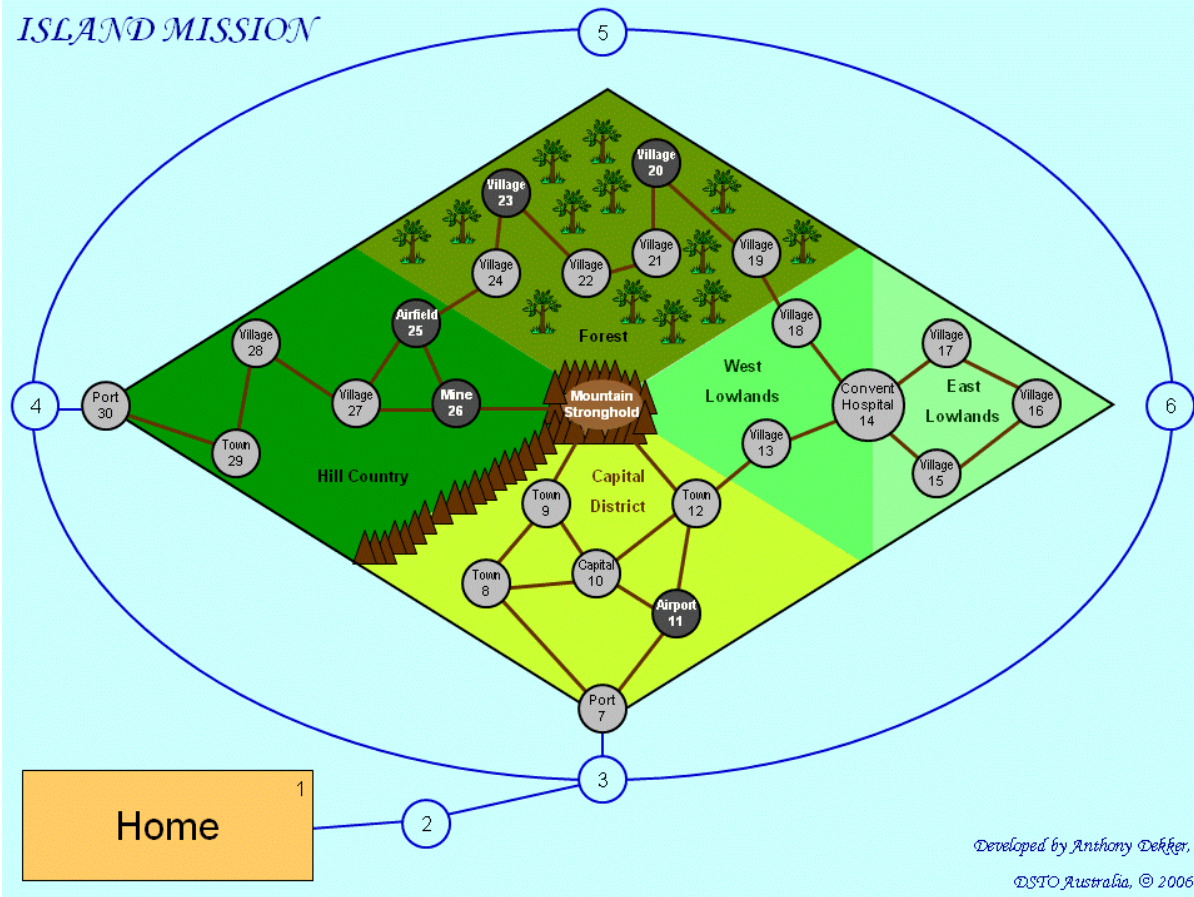 ISLAND MISSION
5
Village
20
Village
23
Village
24
Village
22
Village
21
Village
19
Airfield
25
Forest
Village
18
Village
28
Village
17
Village
27
Mine
26
Mountain
Stronghold
West
Lowlands
Convent
Hospital
14
East
Lowlands
Village
16
4
Port
30
6
Town
29
Village
13
Village
15
Hill Country
Capital
District
Town
9
Town
12
Town
8
Capital
10
Airport
11
Port
7
3
1
Home
2
Developed by Anthony Dekker,
DSTO Australia, © 2006